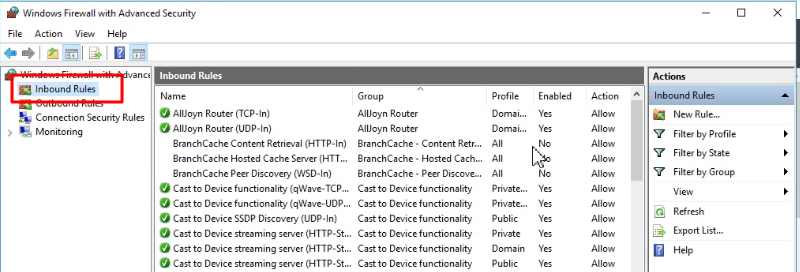 Windows Firewall with Advanced Security
File Action View Help
Windows Firewall with Advance
Inbound Rules
Outbound Rules
Connection Security Rules
Monitoring
Inbound Rules
Name Group Profile Enabled Action
AllJoyn Router (TCP-In) AllJoyn Router Domai... Yes Allow
AllJoyn Router (UDP-In) AllJoyn Router Domai... Yes Allow
BranchCache Content Retrieval (HTTP-In) BranchCache - Content Retr... All No Allow
BranchCache Hosted Cache Server (HTT... BranchCache - Hosted Cach... All No Allow
BranchCache Peer Discovery (WSD-In) BranchCache - Peer Discove... All No Allow
Cast to Device functionality (qWave-TCP... Cast to Device functionality Private... Yes Allow
Cast to Device functionality (qWave-UDP... Cast to Device functionality Private... Yes Allow
Cast to Device SSDP Discovery (UDP-In) Cast to Device functionality Public Yes Allow
Cast to Device streaming server (HTTP-St... Cast to Device functionality Private Yes Allow
Cast to Device streaming server (HTTP-St... Cast to Device functionality Domain Yes Allow
Cast to Device streaming server (HTTP-St... Cast to Device functionality Public Yes Allow
Actions
Inbound Rules
New Rule...
Filter by Profile
Filter by State
Filter by Group
View
Refresh
Export List...
Help